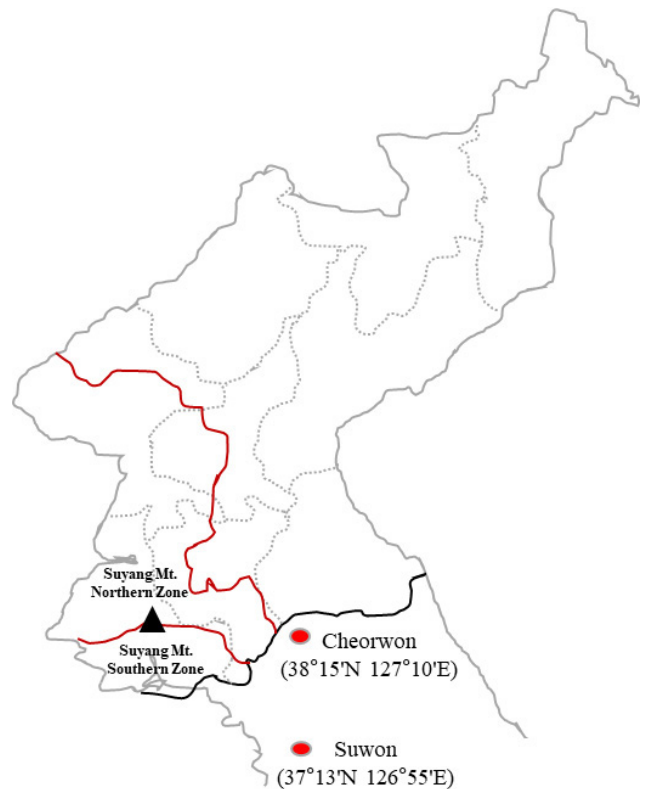 Suyang Mt.
Northern Zone
Suyang Mt.
Southern Zone
Cheorwon
(38°15'N 127°10'E)
Suwon
(37°13'N 126°55'E)